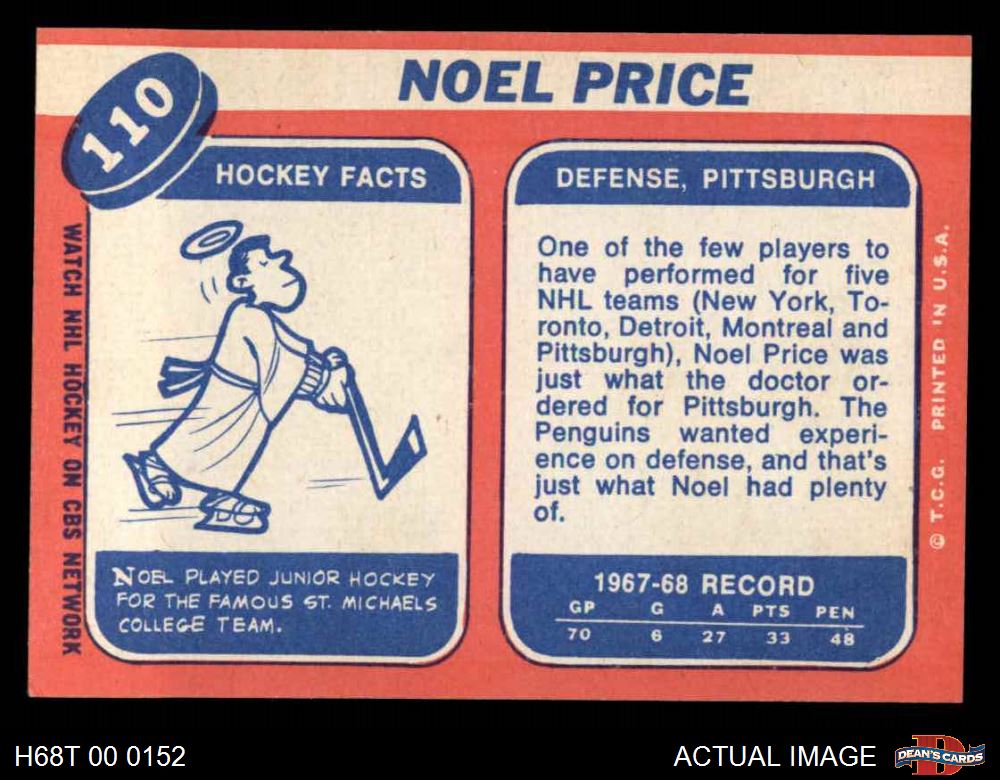 110
NOEL PRICE
HOCKEY FACTS
NOEL PLAYED JUNIOR HOCKEY
FOR THE FAMOUS ST. MICHAELS
COLLEGE TEAM.
WATCH NHL HOCKEY ON CBS NETWORK
DEFENSE, PITTSBURGH
One of the few players to
have performed for five
NHL teams (New York, To-
ronto, Detroit, Montreal and
Pittsburgh), Noel Price was
just what the doctor or-
dered for Pittsburgh. The
Penguins wanted experi-
ence on defense, and that's
just what Noel had plenty
of.
1967-68 RECORD
GP G A PTS PEN
70 6 27 33 48
© T.C.G. PRINTED IN U.S.A.
H68T 00 0152
ACTUAL IMAGE
D
DEAN'S CARDS